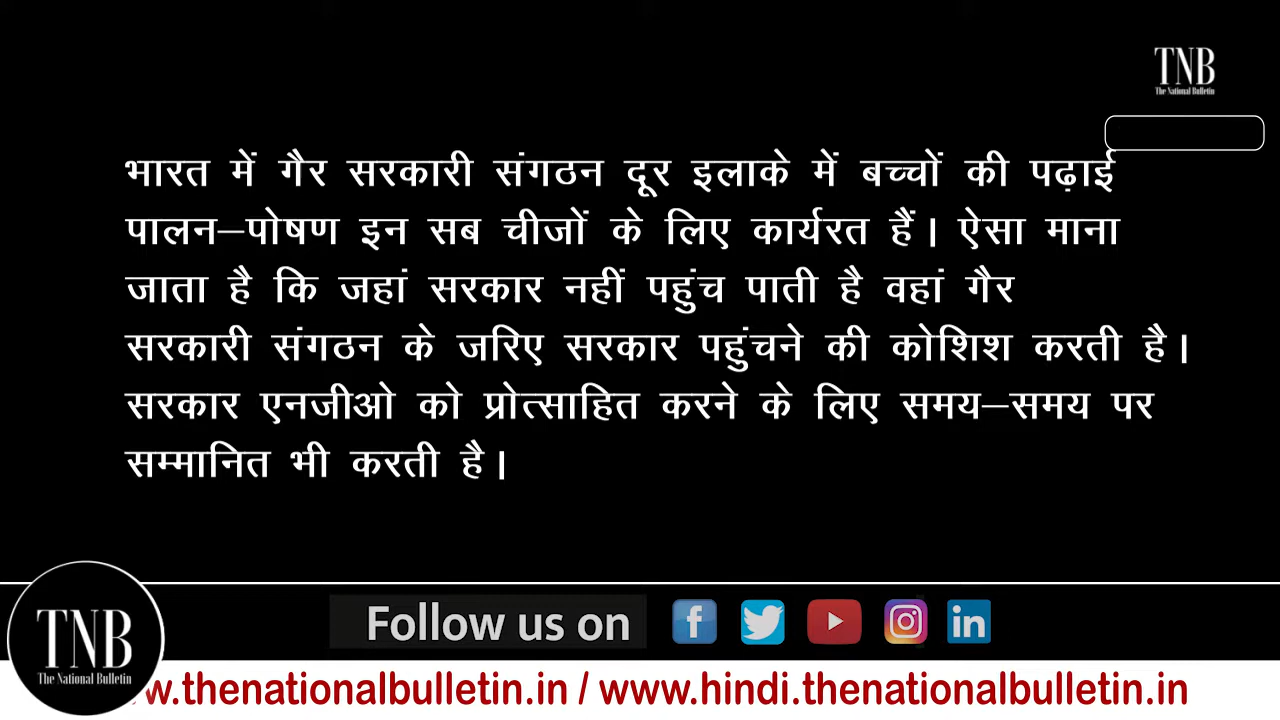 TNB
The National Bulletin
भारत में गैर सरकारी संगठन दूर इलाके में बच्चों की पढ़ाई
पालन–पोषण इन सब चीजों के लिए कार्यरत हैं। ऐसा माना
जाता है कि जहां सरकार नहीं पहुंच पाती है वहां गैर
सरकारी संगठन के जरिए सरकार पहुंचने की कोशिश करती है।
सरकार एनजीओ को प्रोत्साहित करने के लिए समय–समय पर
सम्मानित भी करती है।
TNB
The National Bulletin
Follow us on
w.thenationalbulletin.in / www.hindi.thenationalbulletin.in